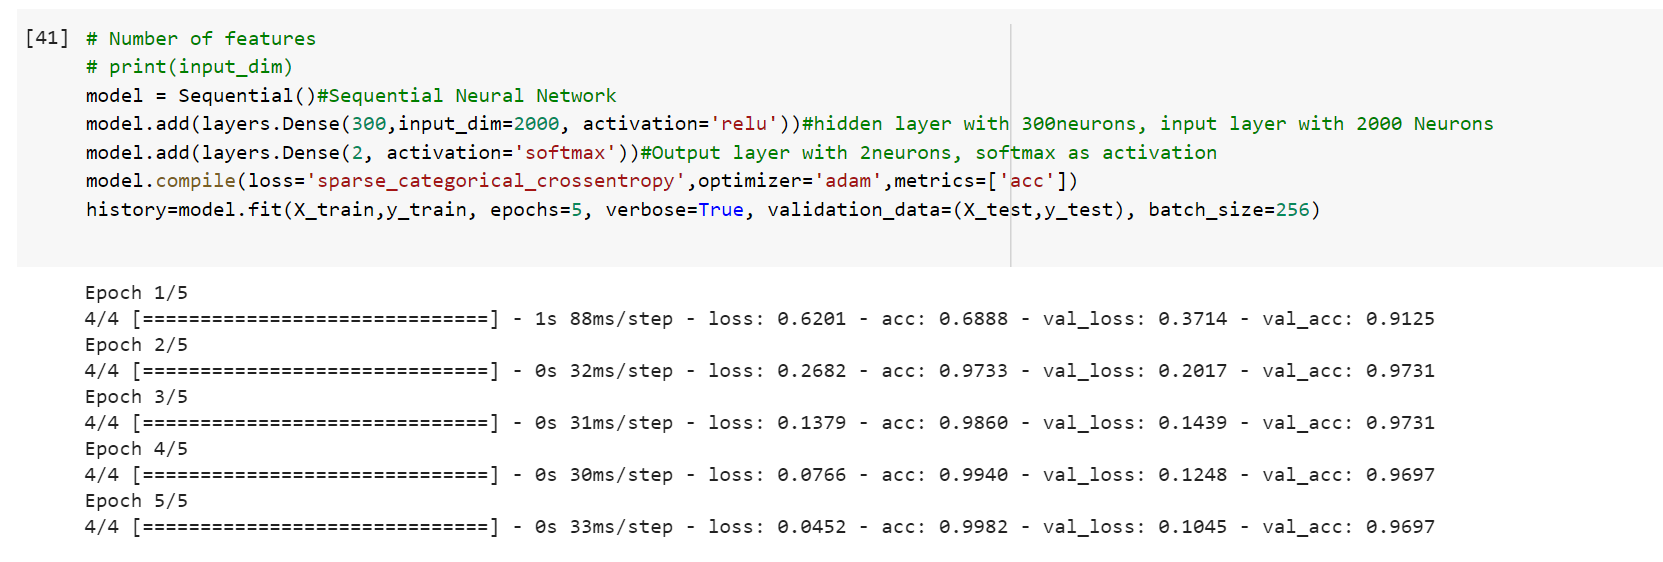 [41] # Number of features
# print(input_dim)
model = Sequential()#Sequential Neural Network
model.add(layers.Dense(300,input_dim=2000, activation='relu'))#hidden layer with 300neurons, input layer with 2000 Neurons
model.add(layers.Dense(2, activation='softmax'))#Output layer with 2neurons, softmax as activation
model.compile(loss='sparse_categorical_crossentropy',optimizer='adam',metrics=['acc'])
history=model.fit(X_train,y_train, epochs=5, verbose=True, validation_data=(X_test,y_test), batch_size=256)
Epoch 1/5
4/4 [==============================] - 1s 88ms/step - loss: 0.6201 - acc: 0.6888 - val_loss: 0.3714 - val_acc: 0.9125
Epoch 2/5
4/4 [==============================] - 0s 32ms/step - loss: 0.2682 - acc: 0.9733 - val_loss: 0.2017 - val_acc: 0.9731
Epoch 3/5
4/4 [==============================] - 0s 31ms/step - loss: 0.1379 - acc: 0.9860 - val_loss: 0.1439 - val_acc: 0.9731
Epoch 4/5
4/4 [==============================] - 0s 30ms/step - loss: 0.0766 - acc: 0.9940 - val_loss: 0.1248 - val_acc: 0.9697
Epoch 5/5
4/4 [==============================] - 0s 33ms/step - loss: 0.0452 - acc: 0.9982 - val_loss: 0.1045 - val_acc: 0.9697